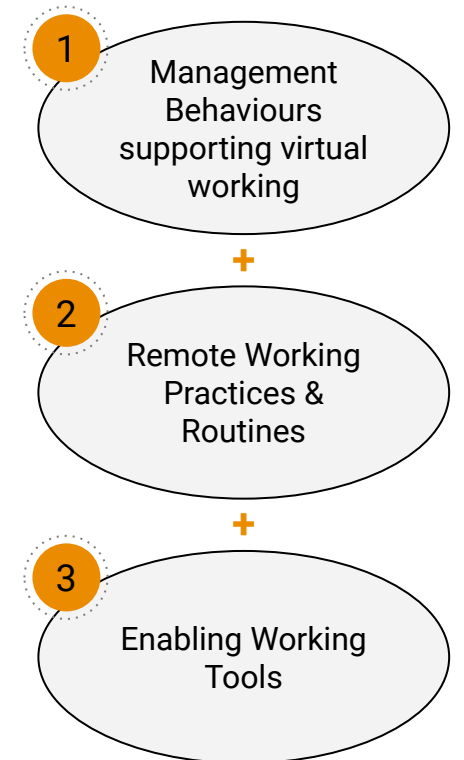 1
Management
Behaviours
supporting virtual
working
+
2
Remote Working
Practices &
Routines
+
3
Enabling Working
Tools